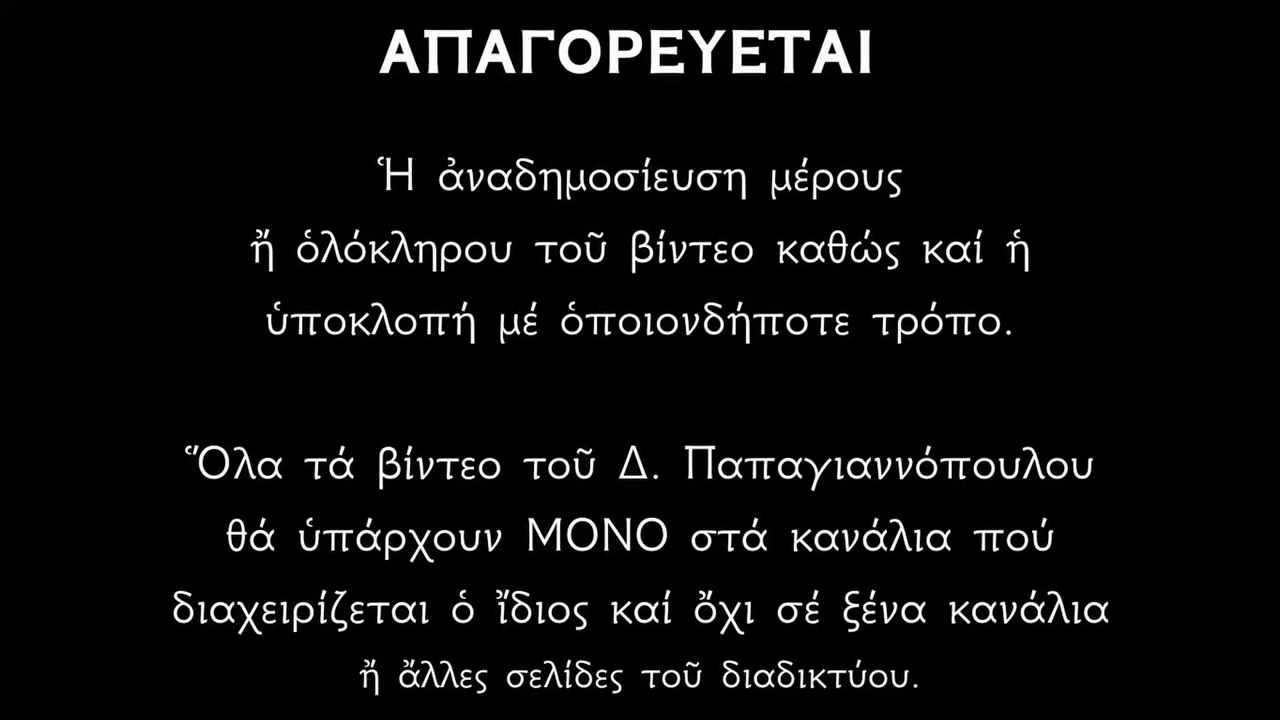 ΑΠΑΓΟΡΕΥΕΤΑΙ
Ἡ ἀναδημοσίευση μέρους
ἤ ὁλόκληρου τοῦ βίντεο καθώς καί ἡ
ὑποκλοπή μέ ὁποιονδήποτε τρόπο.
Ὅλα τά βίντεο τοῦ Δ. Παπαγιαννόπουλου
θά ὑπάρχουν ΜΟΝΟ στά κανάλια πού
διαχειρίζεται ὁ ἴδιος καί ὄχι σέ ξένα κανάλια
ἤ ἄλλες σελίδες τοῦ διαδικτύου.